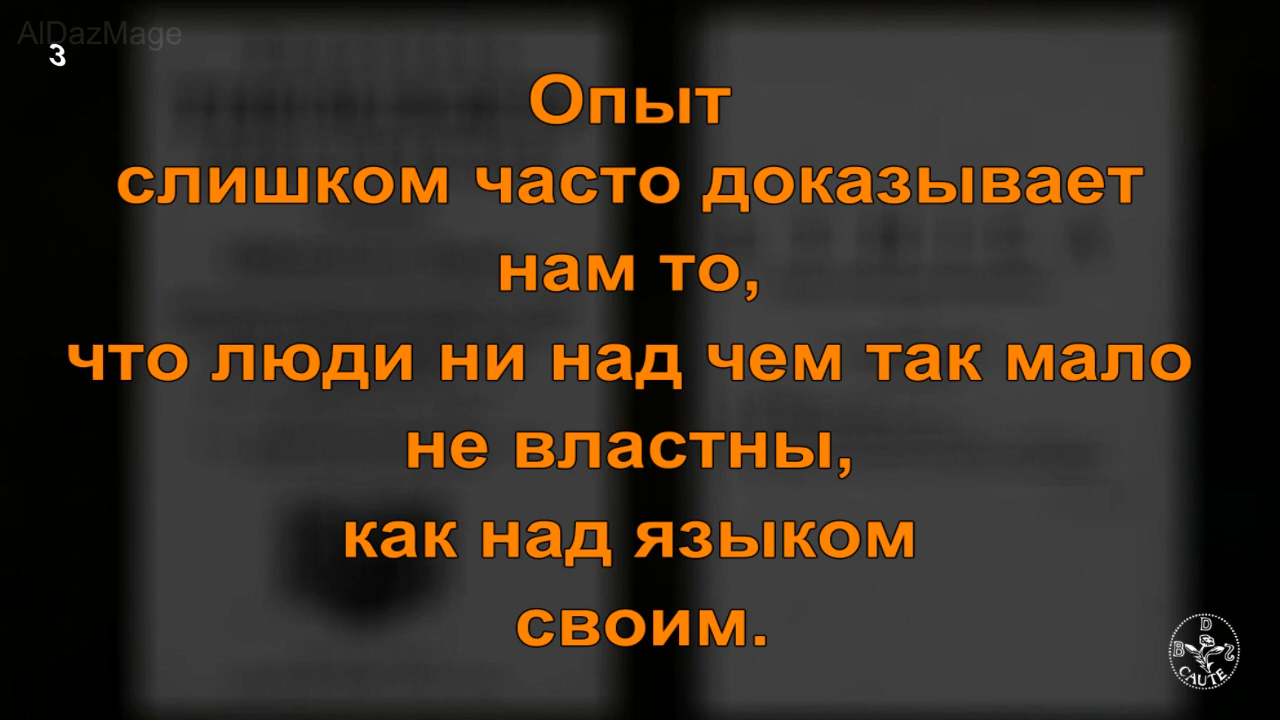 AlDazMage
3
Опыт
слишком часто доказывает
нам то,
что люди ни над чем так мало
не властны,
как над языком
своим.
D
B S
CAUTE